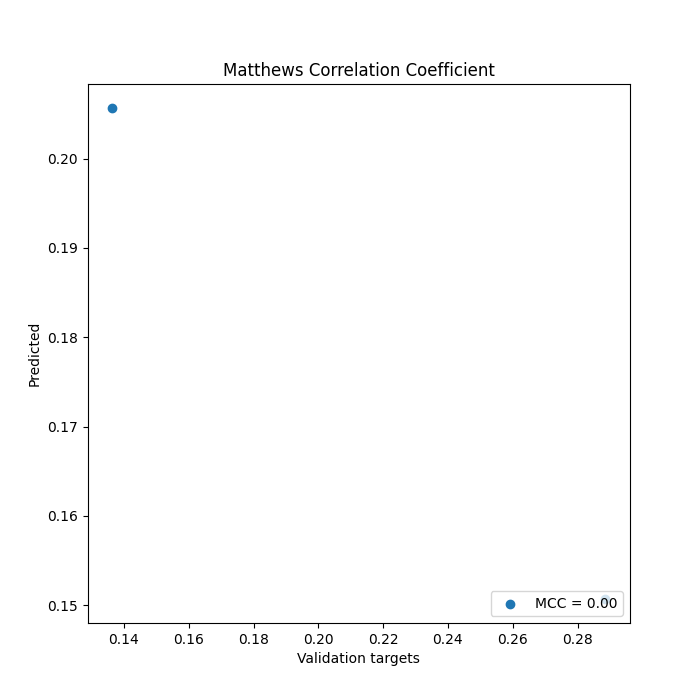 Matthews Correlation Coefficient
0.20
0.19
0.18
0.17
0.16
0.15
Predicted
MCC = 0.00
0.14 0.16 0.18 0.20 0.22 0.24 0.26 0.28
Validation targets